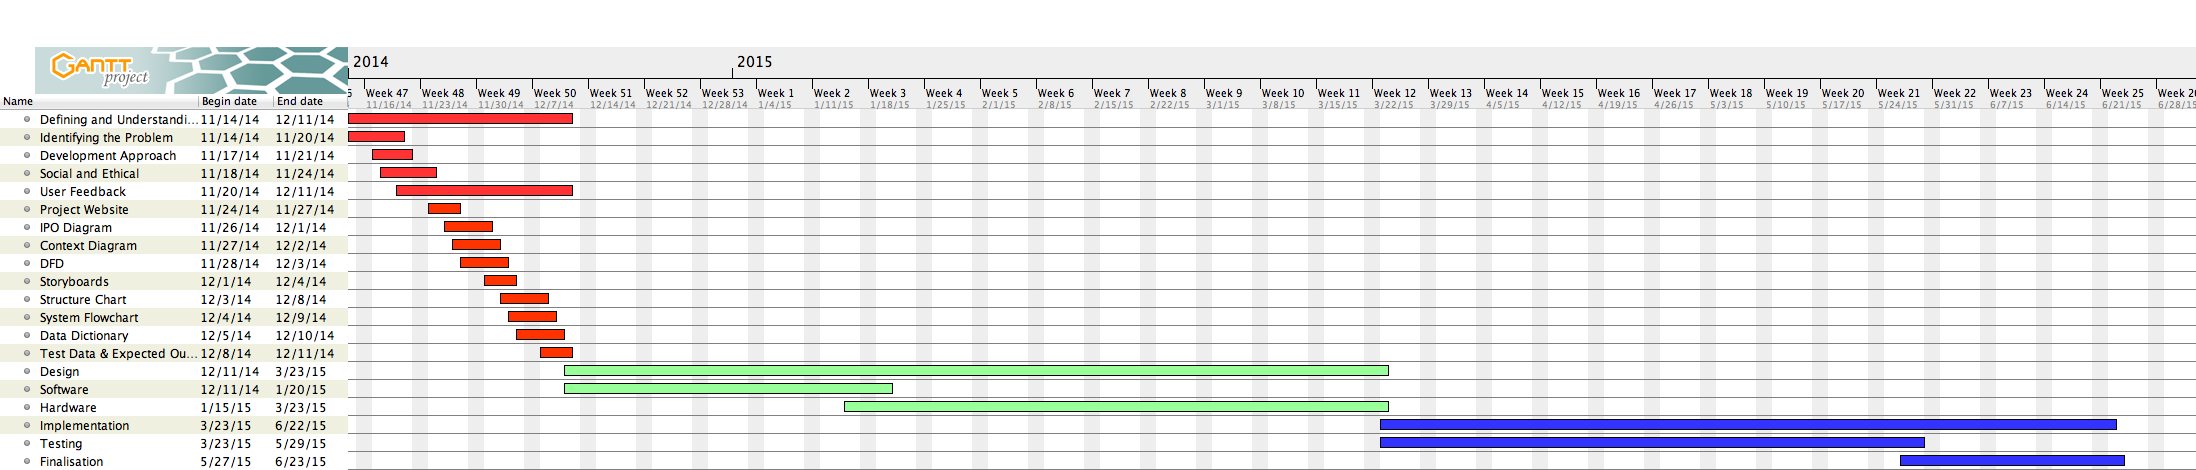 GANTT
project
2014
2015
5 Week 47 Week 48 Week 49 Week 50 Week 51 Week 52 Week 53 Week 1 Week 2 Week 3 Week 4 Week 5 Week 6 Week 7 Week 8 Week 9 Week 10 Week 11 Week 12 Week 13 Week 14 Week 15 Week 16 Week 17 Week 18 Week 19 Week 20 Week 21 Week 22 Week 23 Week 24 Week 25 Week 26
Name Begin date End date 11/16/14 11/23/14 11/30/14 12/7/14 12/14/14 12/21/14 12/28/14 1/4/15 1/11/15 1/18/15 1/25/15 2/1/15 2/8/15 2/15/15 2/22/15 3/1/15 3/8/15 3/15/15 3/22/15 3/29/15 4/5/15 4/12/15 4/19/15 4/26/15 5/3/15 5/10/15 5/17/15 5/24/15 5/31/15 6/7/15 6/14/15 6/21/15 6/28/15
Defining and Understandi... 11/14/14 12/11/14
Identifying the Problem 11/14/14 11/20/14
Development Approach 11/17/14 11/21/14
Social and Ethical 11/18/14 11/24/14
User Feedback 11/20/14 12/11/14
Project Website 11/24/14 11/27/14
IPO Diagram 11/26/14 12/1/14
Context Diagram 11/27/14 12/2/14
DFD 11/28/14 12/3/14
Storyboards 12/1/14 12/4/14
Structure Chart 12/3/14 12/8/14
System Flowchart 12/4/14 12/9/14
Data Dictionary 12/5/14 12/10/14
Test Data & Expected Ou... 12/8/14 12/11/14
Design 12/11/14 3/23/15
Software 12/11/14 1/20/15
Hardware 1/15/15 3/23/15
Implementation 3/23/15 6/22/15
Testing 3/23/15 5/29/15
Finalisation 5/27/15 6/23/15